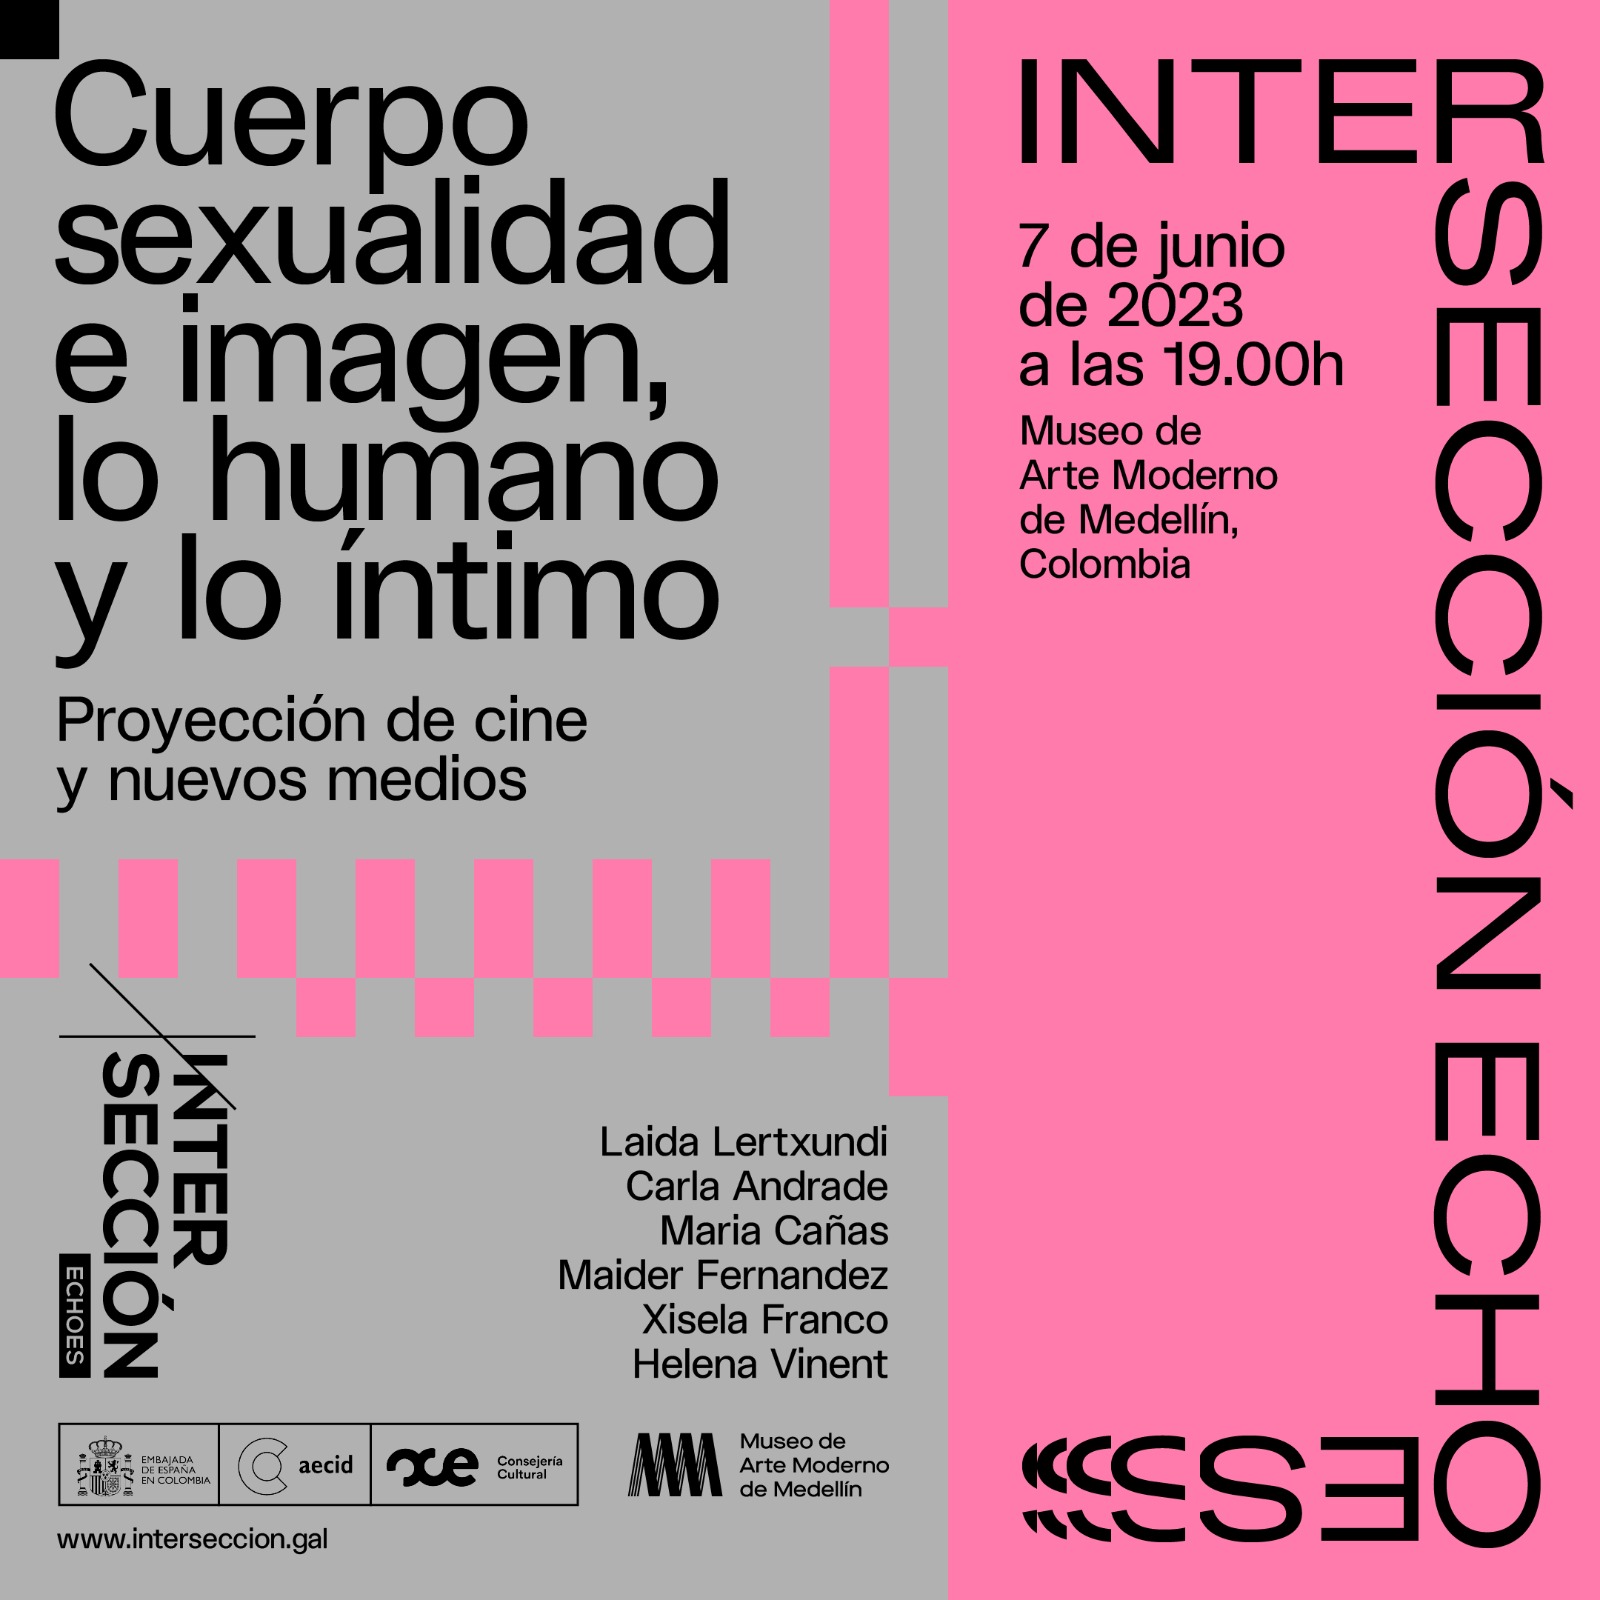 Cuerpo
sexualidad
e imagen,
lo humano
y lo íntimo
Proyección de cine
y nuevos medios
INTERSECCIÓN ECHOES
7 de junio
de 2023
a las 19.00h
Museo de
Arte Moderno
de Medellín,
Colombia
INTER
SECCIÓN
ECHOES
Laida Lertxundi
Carla Andrade
Maria Cañas
Maider Fernandez
Xisela Franco
Helena Vinent
EMBAJADA
DE ESPAÑA
EN COLOMBIA
aecid
ace
Consejería
Cultural
Museo de
Arte Moderno
de Medellín
www.interseccion.gal